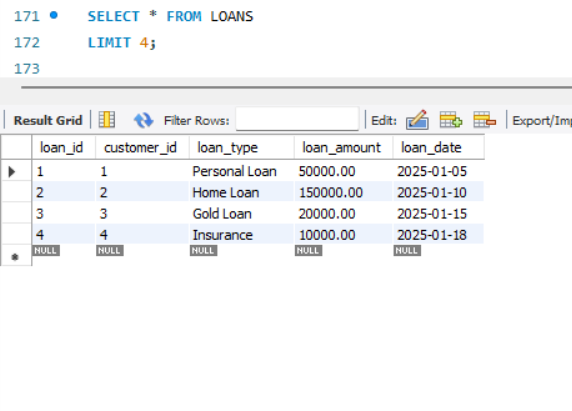 171 SELECT * FROM LOANS
172 LIMIT 4;
173
Result Grid Filter Rows: Edit: Export/Im
loan_id customer_id loan_type loan_amount loan_date
1 1 Personal Loan 50000.00 2025-01-05
2 2 Home Loan 150000.00 2025-01-10
3 3 Gold Loan 20000.00 2025-01-15
4 4 Insurance 10000.00 2025-01-18
NULL NULL NULL NULL NULL